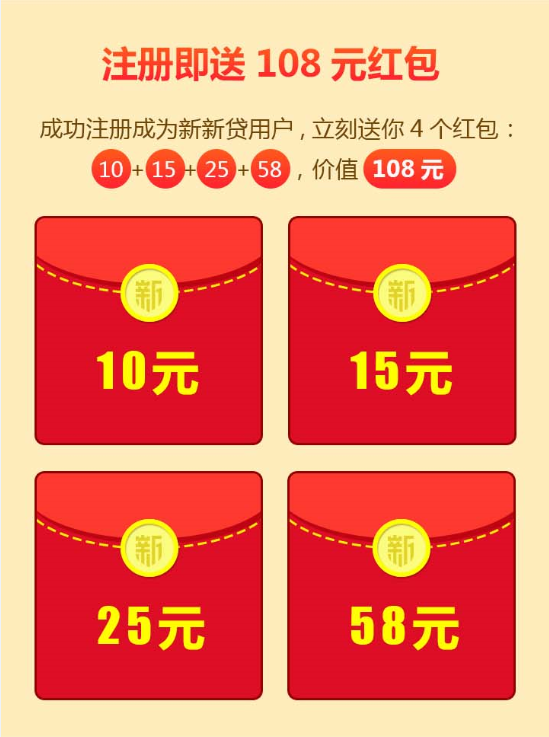 注册即送 108 元红包
成功注册成为新新贷用户，立刻送你 4 个红包：
10+15+25+58，价值 108 元
新 新
10元 15元
新 新
25元 58元